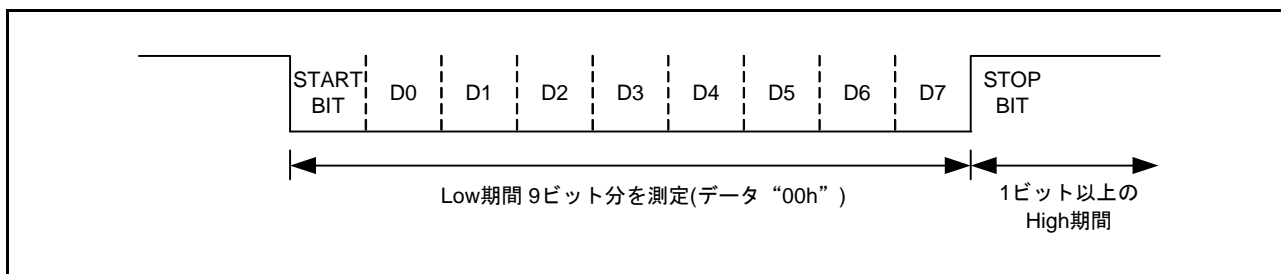 START
BIT
D0
D1
D2
D3
D4
D5
D6
D7
STOP
BIT
Low期間 9ビット分を測定(データ“00h”)
1ビット以上の
High期間